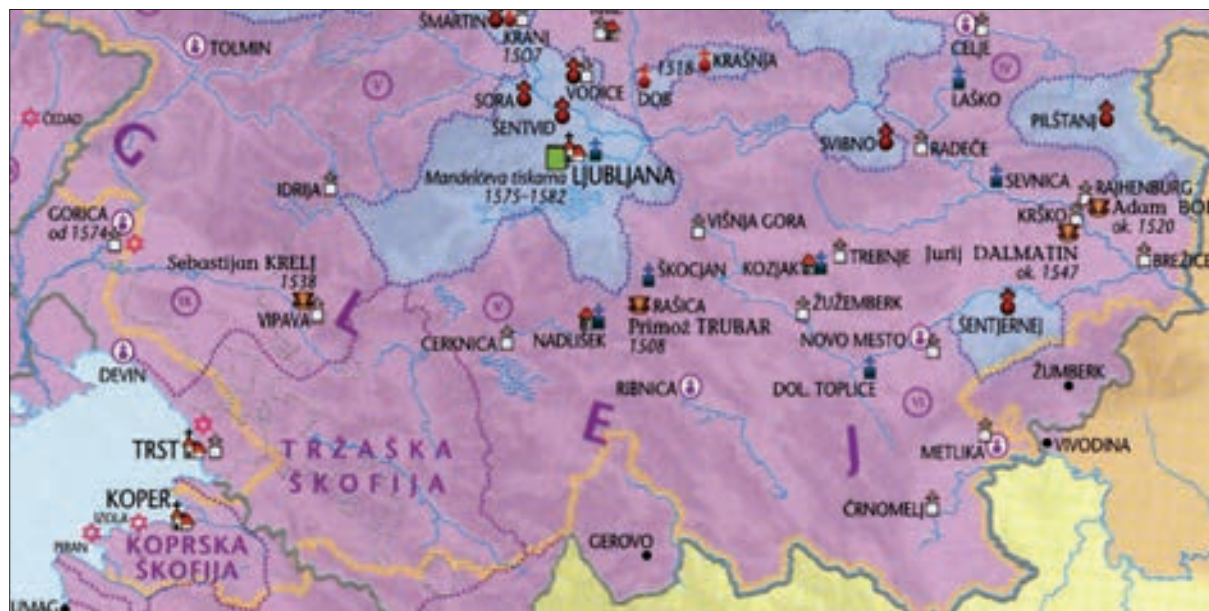 ŠMARTIN
KRANJ
1507
TOLMIN
CELJE
IV
V
1518
KRAŠNJA
VODICE
DOB
SORA
LAŠKO
ŠENTVID
PILŠTANJ
ČEDAD
C
SVIBNO
RADEČE
LJUBLJANA
Mandelčeva tiskarna
1575–1582
IDRIJA
SEVNICA
RAJHENBURG
Adam BO
ok. 1520
KRŠKO
GORICA
od 1574
VIŠNJA GORA
TREBNJE
Jurij DALMATIN
ok. 1547
BREŽICE
Sebastijan KRELJ
1538
ŠKOCJAN
KOZJAK
VIPAVA
L
V
RAŠICA
Primož TRUBAR
1508
ŽUŽEMBERK
ŠENTJERNEJ
CERKNICA
NADLIŠEK
NOVO MESTO
DEVIN
RIBNICA
DOL. TOPLICE
ŽUMBERK
VI
E
J
TRST
TRŽAŠKA
ŠKOFIJA
METLIKA
VIVODINA
KOPER
IZOLA
ČRNOMELJ
PIRAN
KOPRSKA
ŠKOFIJA
GEROVO
UMAG